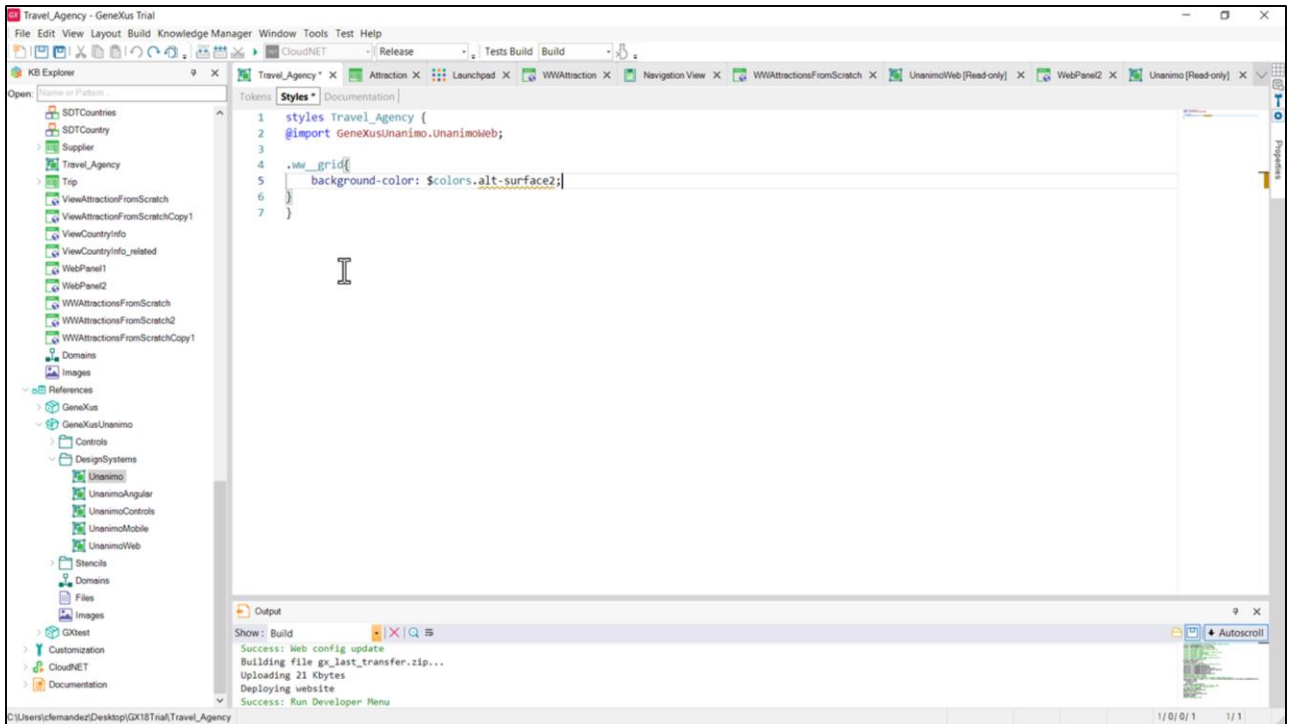 Travel_Agency - GeneXus Trial
File Edit View Layout Build Knowledge Manager Window Tools Test Help
CloudNET Release Tests Build Build
KB Explorer
Travel_Agency* Attraction Launchpad WWAttraction Navigation View WWAttractionsFromScratch UnanimoWeb [Read-only] WebPanel2 Unanimo [Read-only]
Open: Name or Pattern ...
Tokens Styles * Documentation
Properties
SDTCountries
SDTCountry
Supplier
Travel_Agency
Trip
ViewAttractionFromScratch
ViewAttractionFromScratchCopy1
ViewCountryInfo
ViewCountryInfo_related
WebPanel1
WebPanel2
WWAttractionsFromScratch
WWAttractionsFromScratch2
WWAttractionsFromScratchCopy1
Domains
Images
References
GeneXus
GeneXusUnanimo
Controls
DesignSystems
Unanimo
UnanimoAngular
UnanimoControls
UnanimoMobile
UnanimoWeb
Stencils
Domains
Files
Images
GXtest
Customization
CloudNET
Documentation
1 styles Travel_Agency {
2 @import GeneXusUnanimo.UnanimoWeb;
3
4 .ww__grid{
5 background-color: $colors.alt-surface2;
6 }
7 }
Output
Show: Build
Autoscroll
Success: Web config update
Building file gx_last_transfer.zip...
Uploading 21 Kbytes
Deploying website
Success: Run Developer Menu
C:\Users\cfernandez\Desktop\GX18Trial\Travel_Agency
1/0/0/1 1/1